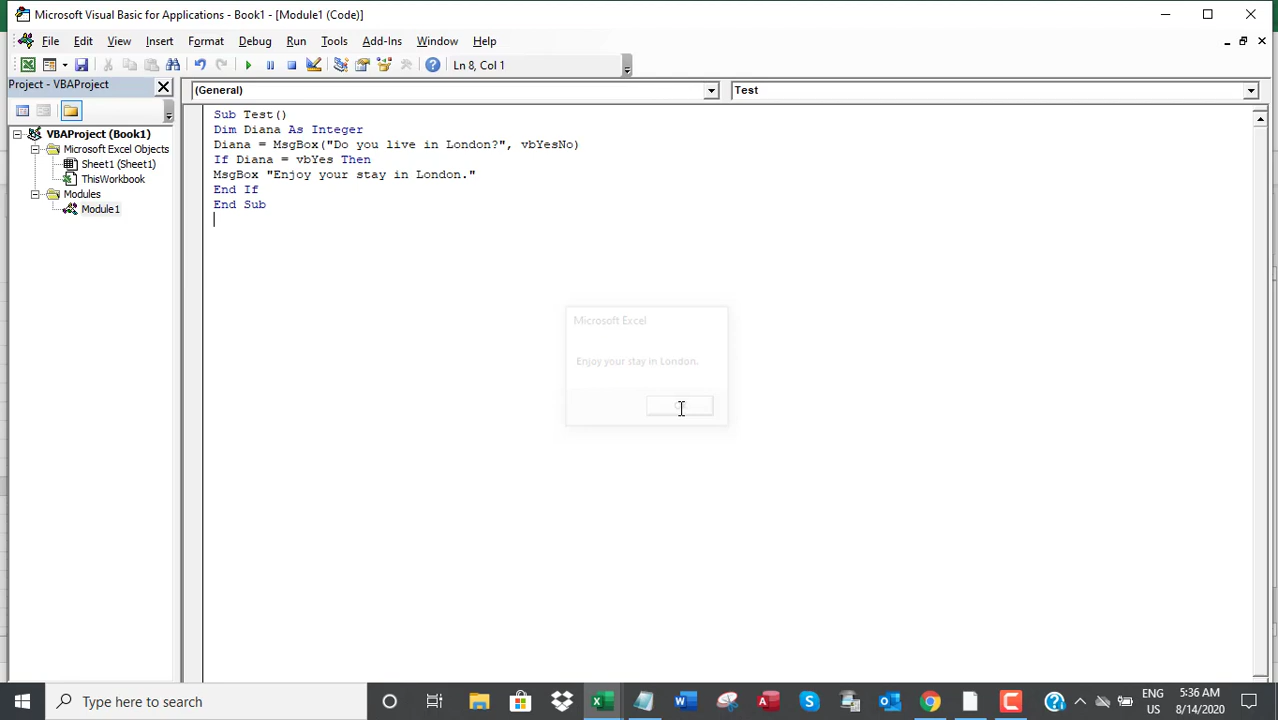 Microsoft Visual Basic for Applications - Book1 - [Module1 (Code)]
File Edit View Insert Format Debug Run Tools Add-Ins Window Help
Ln 8, Col 1
Project - VBAProject
(General)
Test
VBAProject (Book1)
Microsoft Excel Objects
Sheet1 (Sheet1)
ThisWorkbook
Modules
Module1
Sub Test()
Dim Diana As Integer
Diana = MsgBox("Do you live in London?", vbYesNo)
If Diana = vbYes Then
MsgBox "Enjoy your stay in London."
End If
End Sub
Microsoft Excel
Enjoy your stay in London.
Type here to search
ENG
US
5:36 AM
8/14/2020